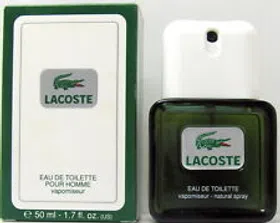 LACOSTE
EAU DE TOILETTE
POUR HOMME
vaporisateur
e 50 ml - 1.7 fl. oz. (US)
LACOSTE
EAU DE TOILETTE
vaporisateur - natural spray